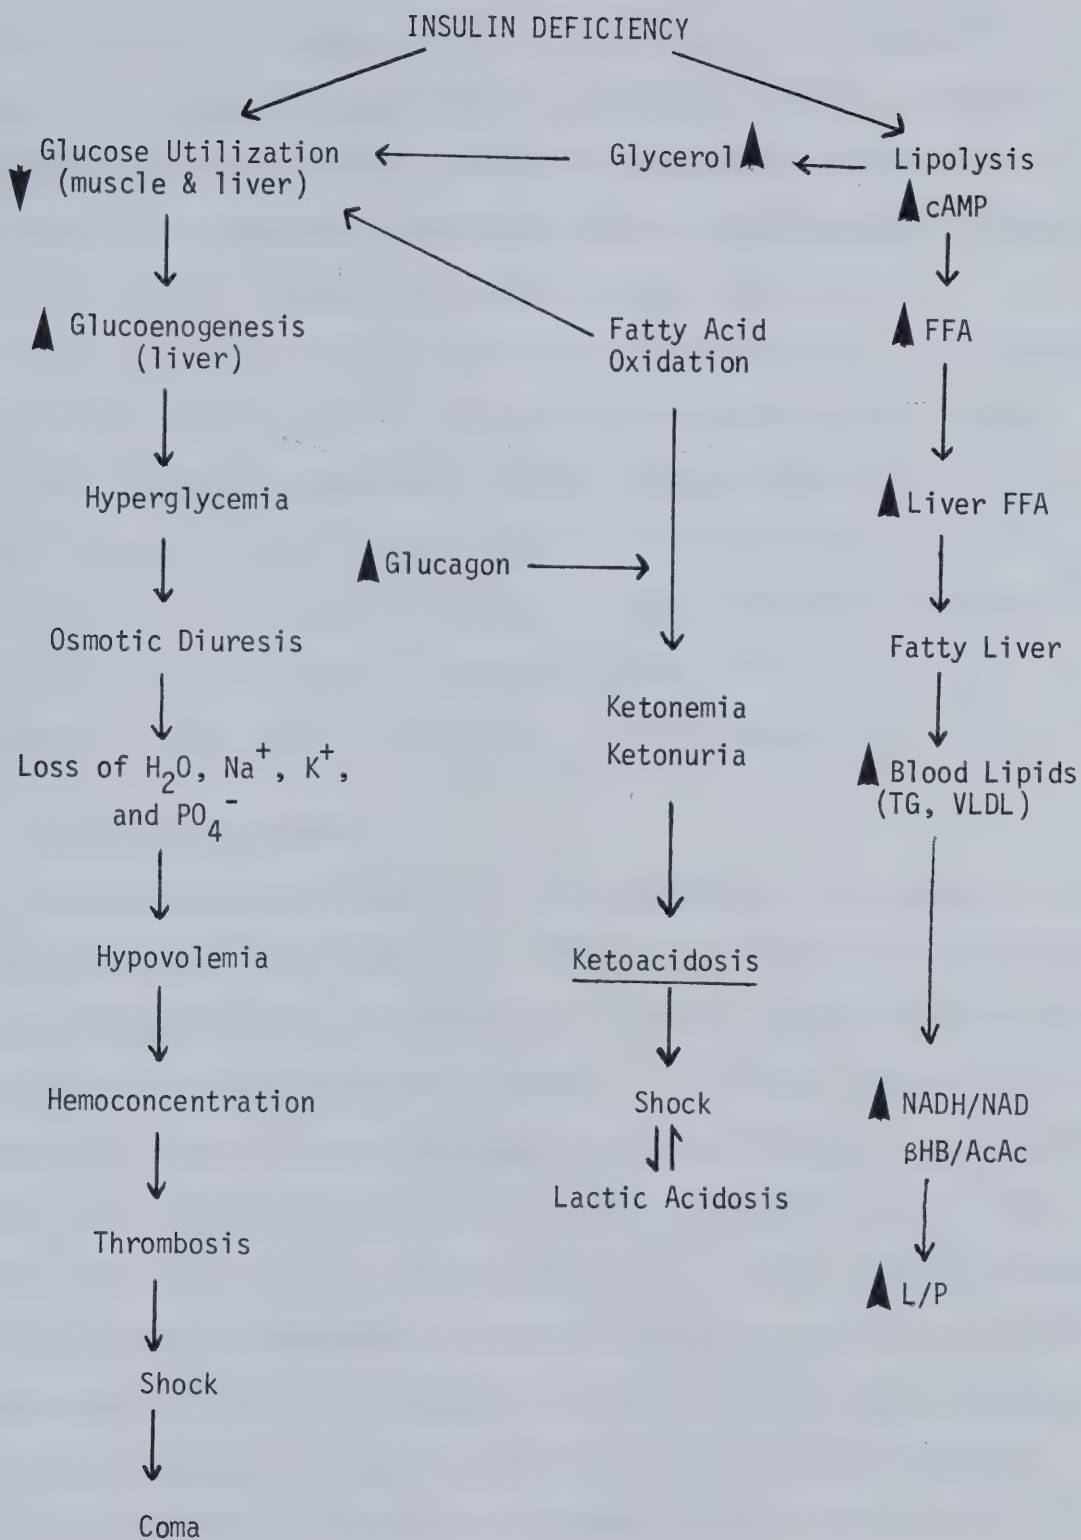 INSULIN DEFICIENCY
Glucose Utilization
(muscle & liver)
Glycerol
Lipolysis
cAMP
Glucoenogenesis
(liver)
Fatty Acid
Oxidation
FFA
Hyperglycemia
Liver FFA
Glucagon
Osmotic Diuresis
Fatty Liver
Ketonemia
Ketonuria
Loss of H₂O, Na⁺, K⁺,
and PO₄⁻
Blood Lipids
(TG, VLDL)
Hypovolemia
Ketoacidosis
Hemoconcentration
Shock
NADH/NAD
βHB/AcAc
Lactic Acidosis
Thrombosis
L/P
Shock
Coma